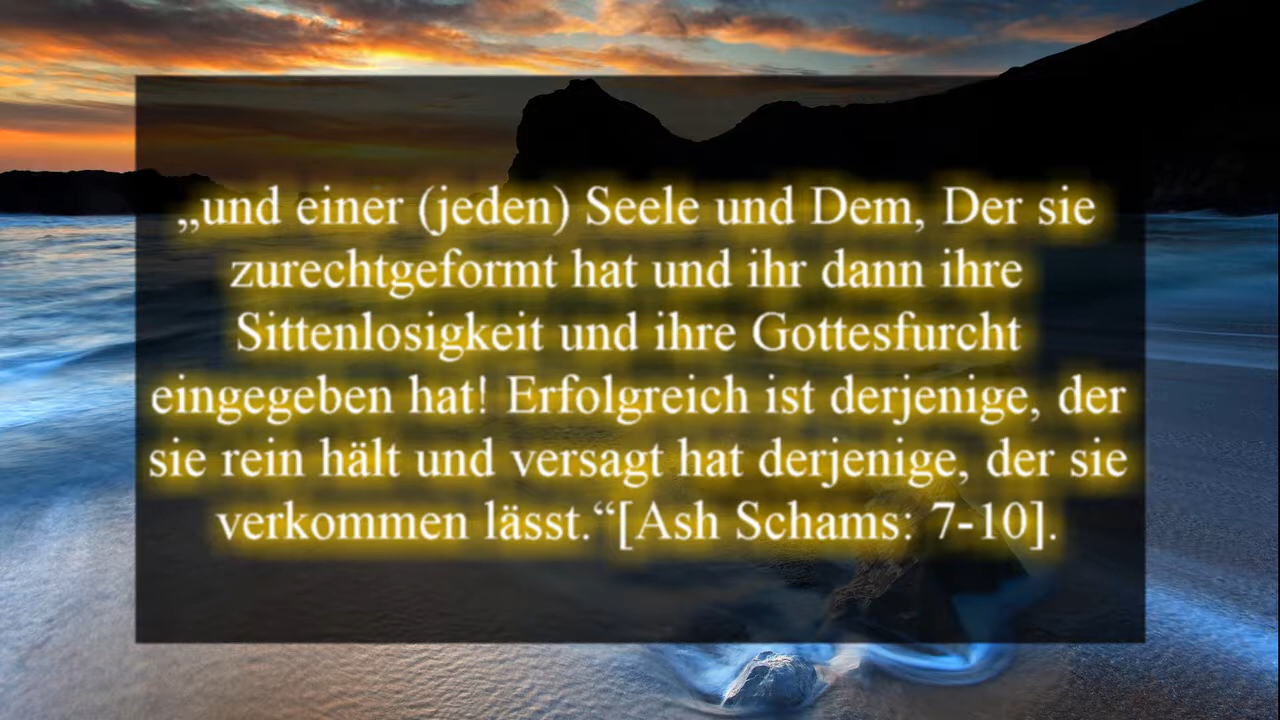 „und einer (jeden) Seele und Dem, Der sie
zurechtgeformt hat und ihr dann ihre
Sittenlosigkeit und ihre Gottesfurcht
eingegeben hat! Erfolgreich ist derjenige, der
sie rein hält und versagt hat derjenige, der sie
verkommen lässt.“[Ash Schams: 7-10].